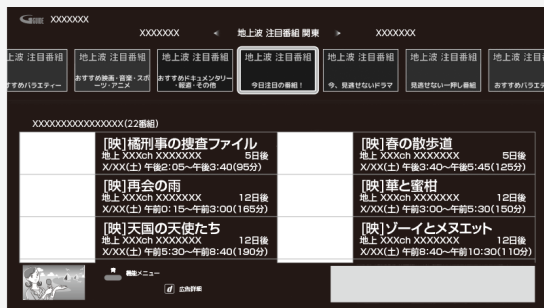 GGUIDE XXXXXXX
XXXXXXX 地上波 注目番組 関東 XXXXXXX
上波 注目番組 地上波 注目番組 地上波 注目番組 地上波 注目番組 地上波 注目番組 地上波 注目番組 地上波 注目
すすめバラエティー おすすめ映画・音楽・スポーツ・アニメ おすすめドキュメンタリー・報道・その他 今日注目の番組！ 今、見逃せないドラマ 見逃せない一押し番組 おすすめバラエテ
XXXXXXXXXXXXXXX(22番組)
[映]橘刑事の捜査ファイル
地上 XXXch XXXXXXX 5日後
X/XX(土) 午後2:05～午後3:40(95分)
[映]春の散歩道
地上 XXXch XXXXXXX 5日後
X/XX(土) 午後3:40～午後5:45(125分)
[映]再会の雨
地上 XXXch XXXXXXX 12日後
X/XX(土) 午前0:15～午前3:00(165分)
[映]華と蜜柑
地上 XXXch XXXXXXX 12日後
X/XX(土) 午前3:00～午前5:30(150分)
[映]天国の天使たち
地上 XXXch XXXXXXX 12日後
X/XX(土) 午前5:30～午前8:40(190分)
[映]ゾーイとメヌエット
地上 XXXch XXXXXXX 12日後
X/XX(土) 午前8:40～午前10:30(110分)
青 機能メニュー
d 広告詳細